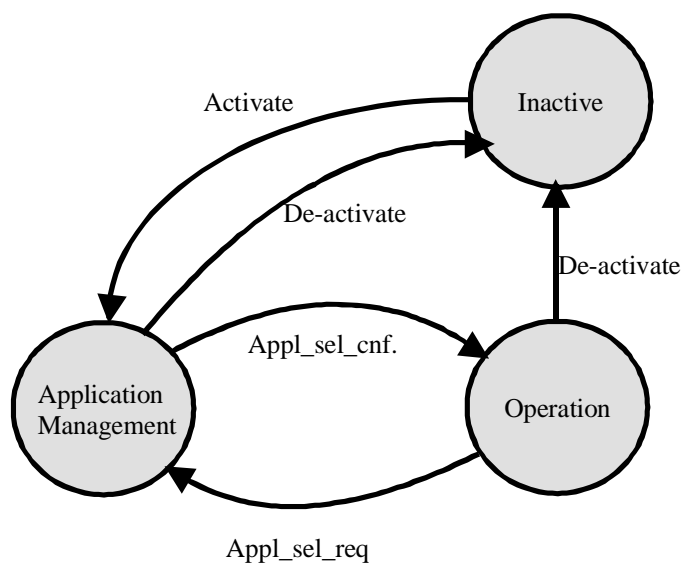 Activate
Inactive
De-activate
De-activate
Appl_sel_cnf.
Application
Management
Operation
Appl_sel_req